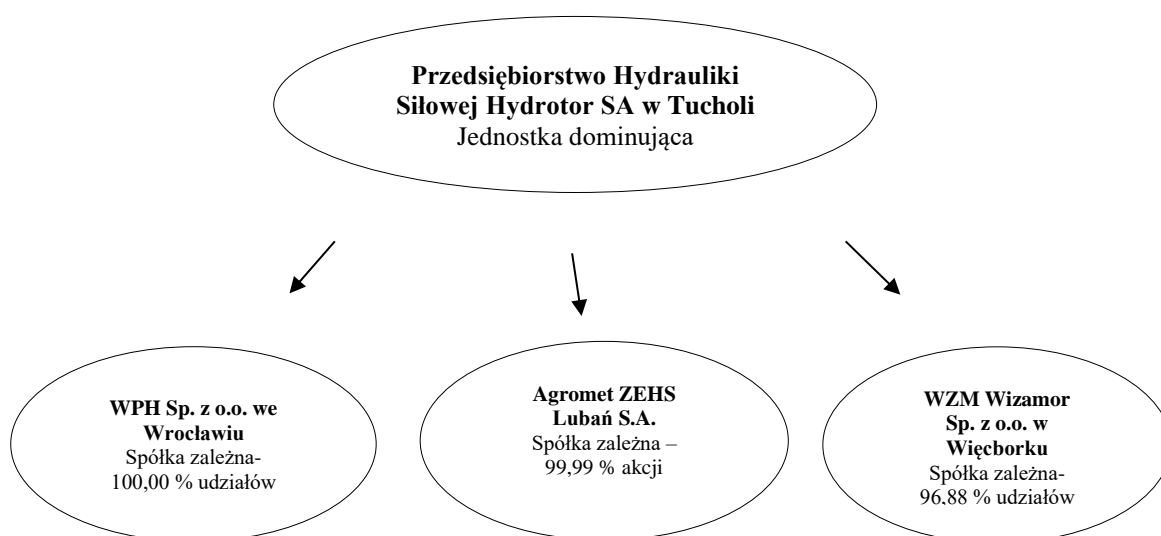 Przedsiębiorstwo Hydrauliki
Siłowej Hydrotor SA w Tucholi
Jednostka dominująca
WPH Sp. z o.o. we
Wrocławiu
Spółka zależna-
100,00 % udziałów
Agromet ZEHS
Lubań S.A.
Spółka zależna –
99,99 % akcji
WZM Wizamor
Sp. z o.o. w
Więcborku
Spółka zależna-
96,88 % udziałów